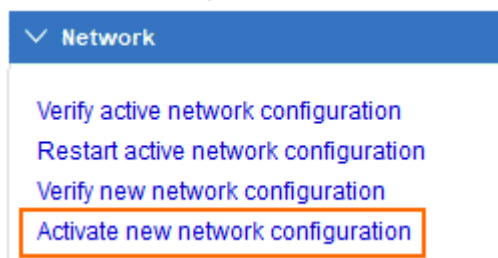 Network
Verify active network configuration
Restart active network configuration
Verify new network configuration
Activate new network configuration